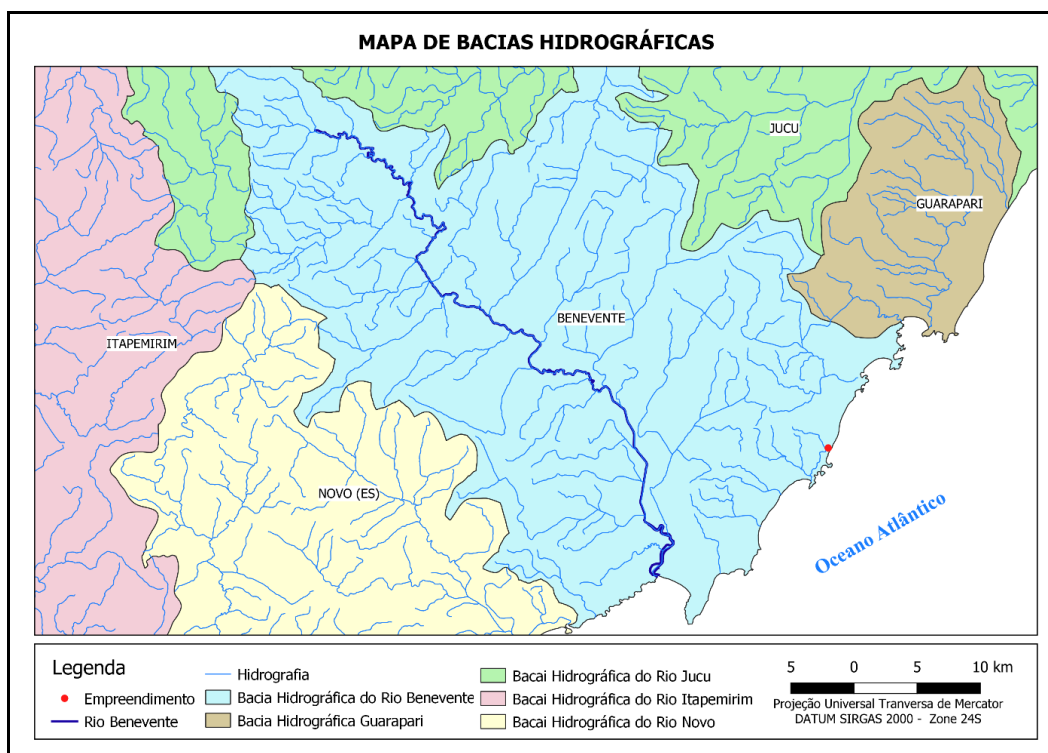 MAPA DE BACIAS HIDROGRÁFICAS
JUCU
GUARAPARI
BENEVENTE
ITAPEMIRIM
NOVO (ES)
Oceano Atlântico
Legenda
Empreendimento
Rio Benevente
Hidrografia
Bacia Hidrográfica do Rio Benevente
Bacia Hidrográfica Guarapari
Bacai Hidrográfica do Rio Jucu
Bacai Hidrográfica do Rio Itapemirim
Bacai Hidrográfica do Rio Novo
5 0 5 10 km
Projeção Universal Tranversa de Mercator
DATUM SIRGAS 2000 - Zone 24S